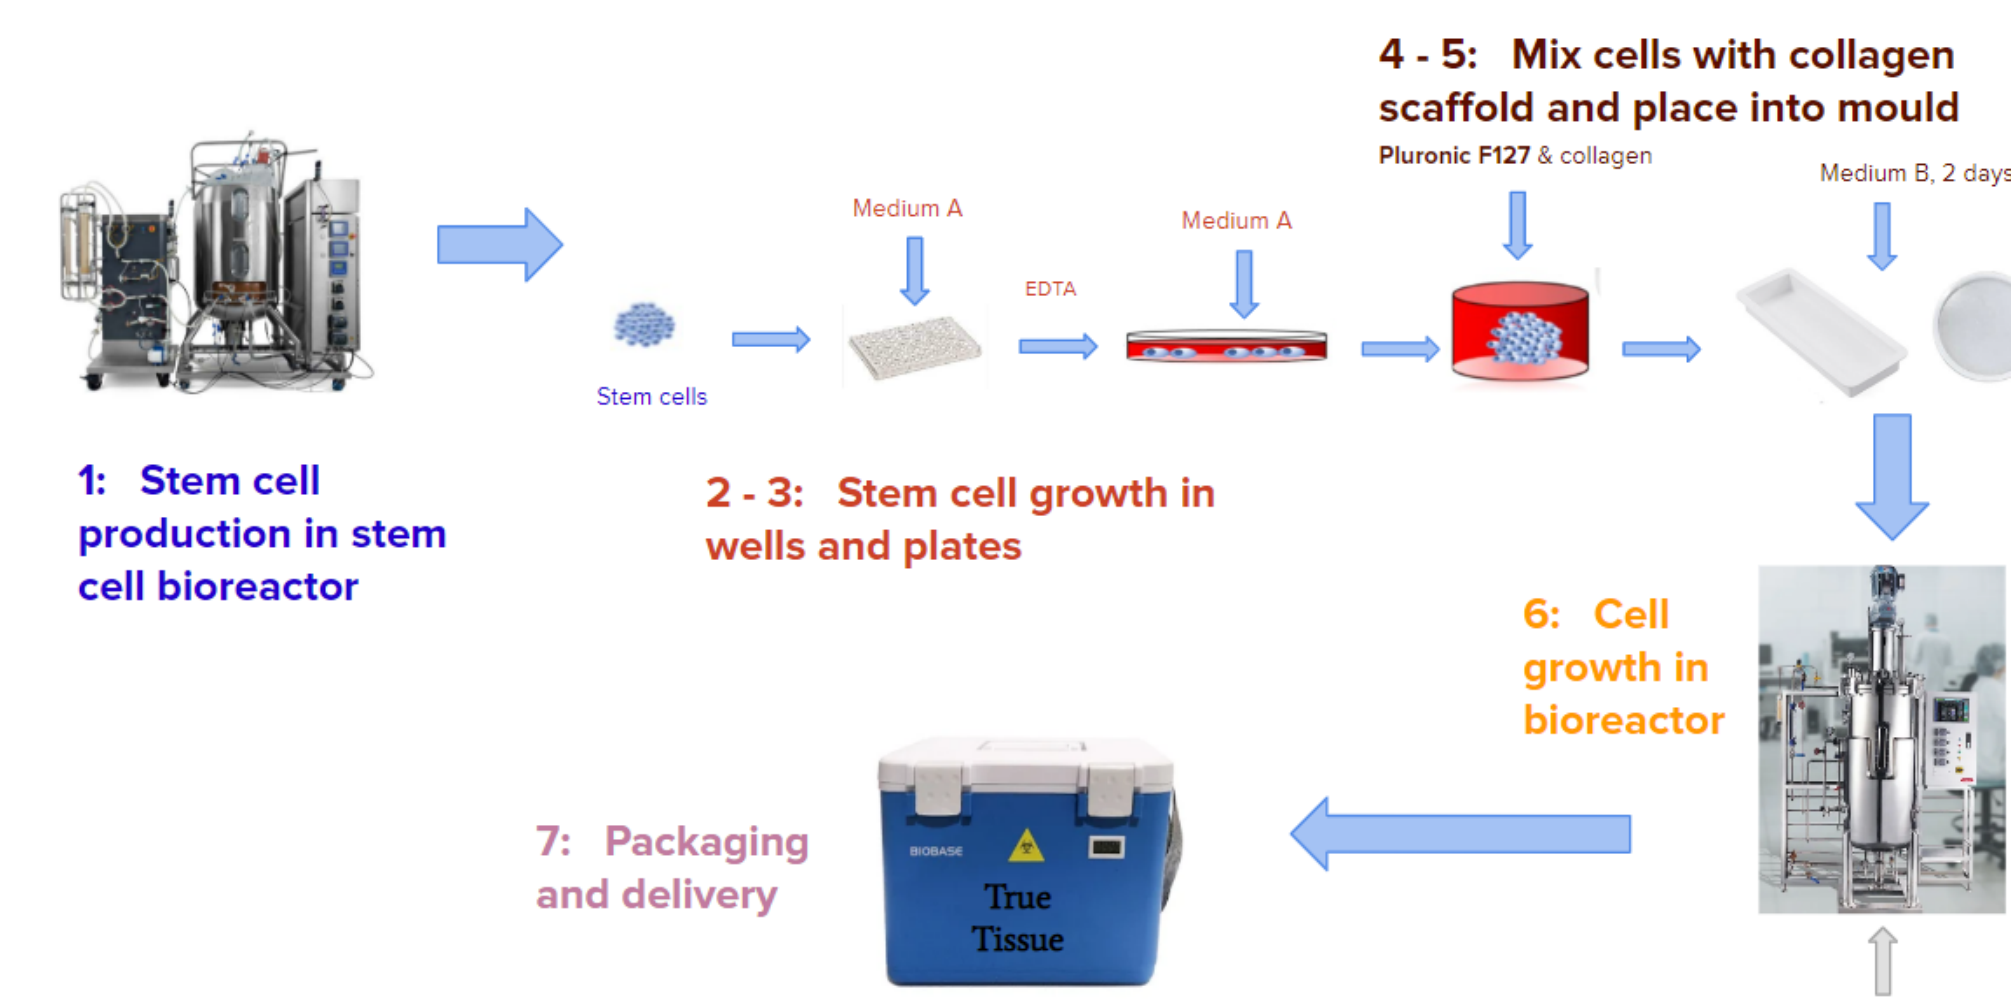 4 - 5: Mix cells with collagen
scaffold and place into mould
Pluronic F127 & collagen
Medium B, 2 days
Medium A
Medium A
EDTA
Stem cells
1: Stem cell
production in stem
cell bioreactor
2 - 3: Stem cell growth in
wells and plates
6: Cell
growth in
bioreactor
7: Packaging
and delivery
BIOBASE
True
Tissue